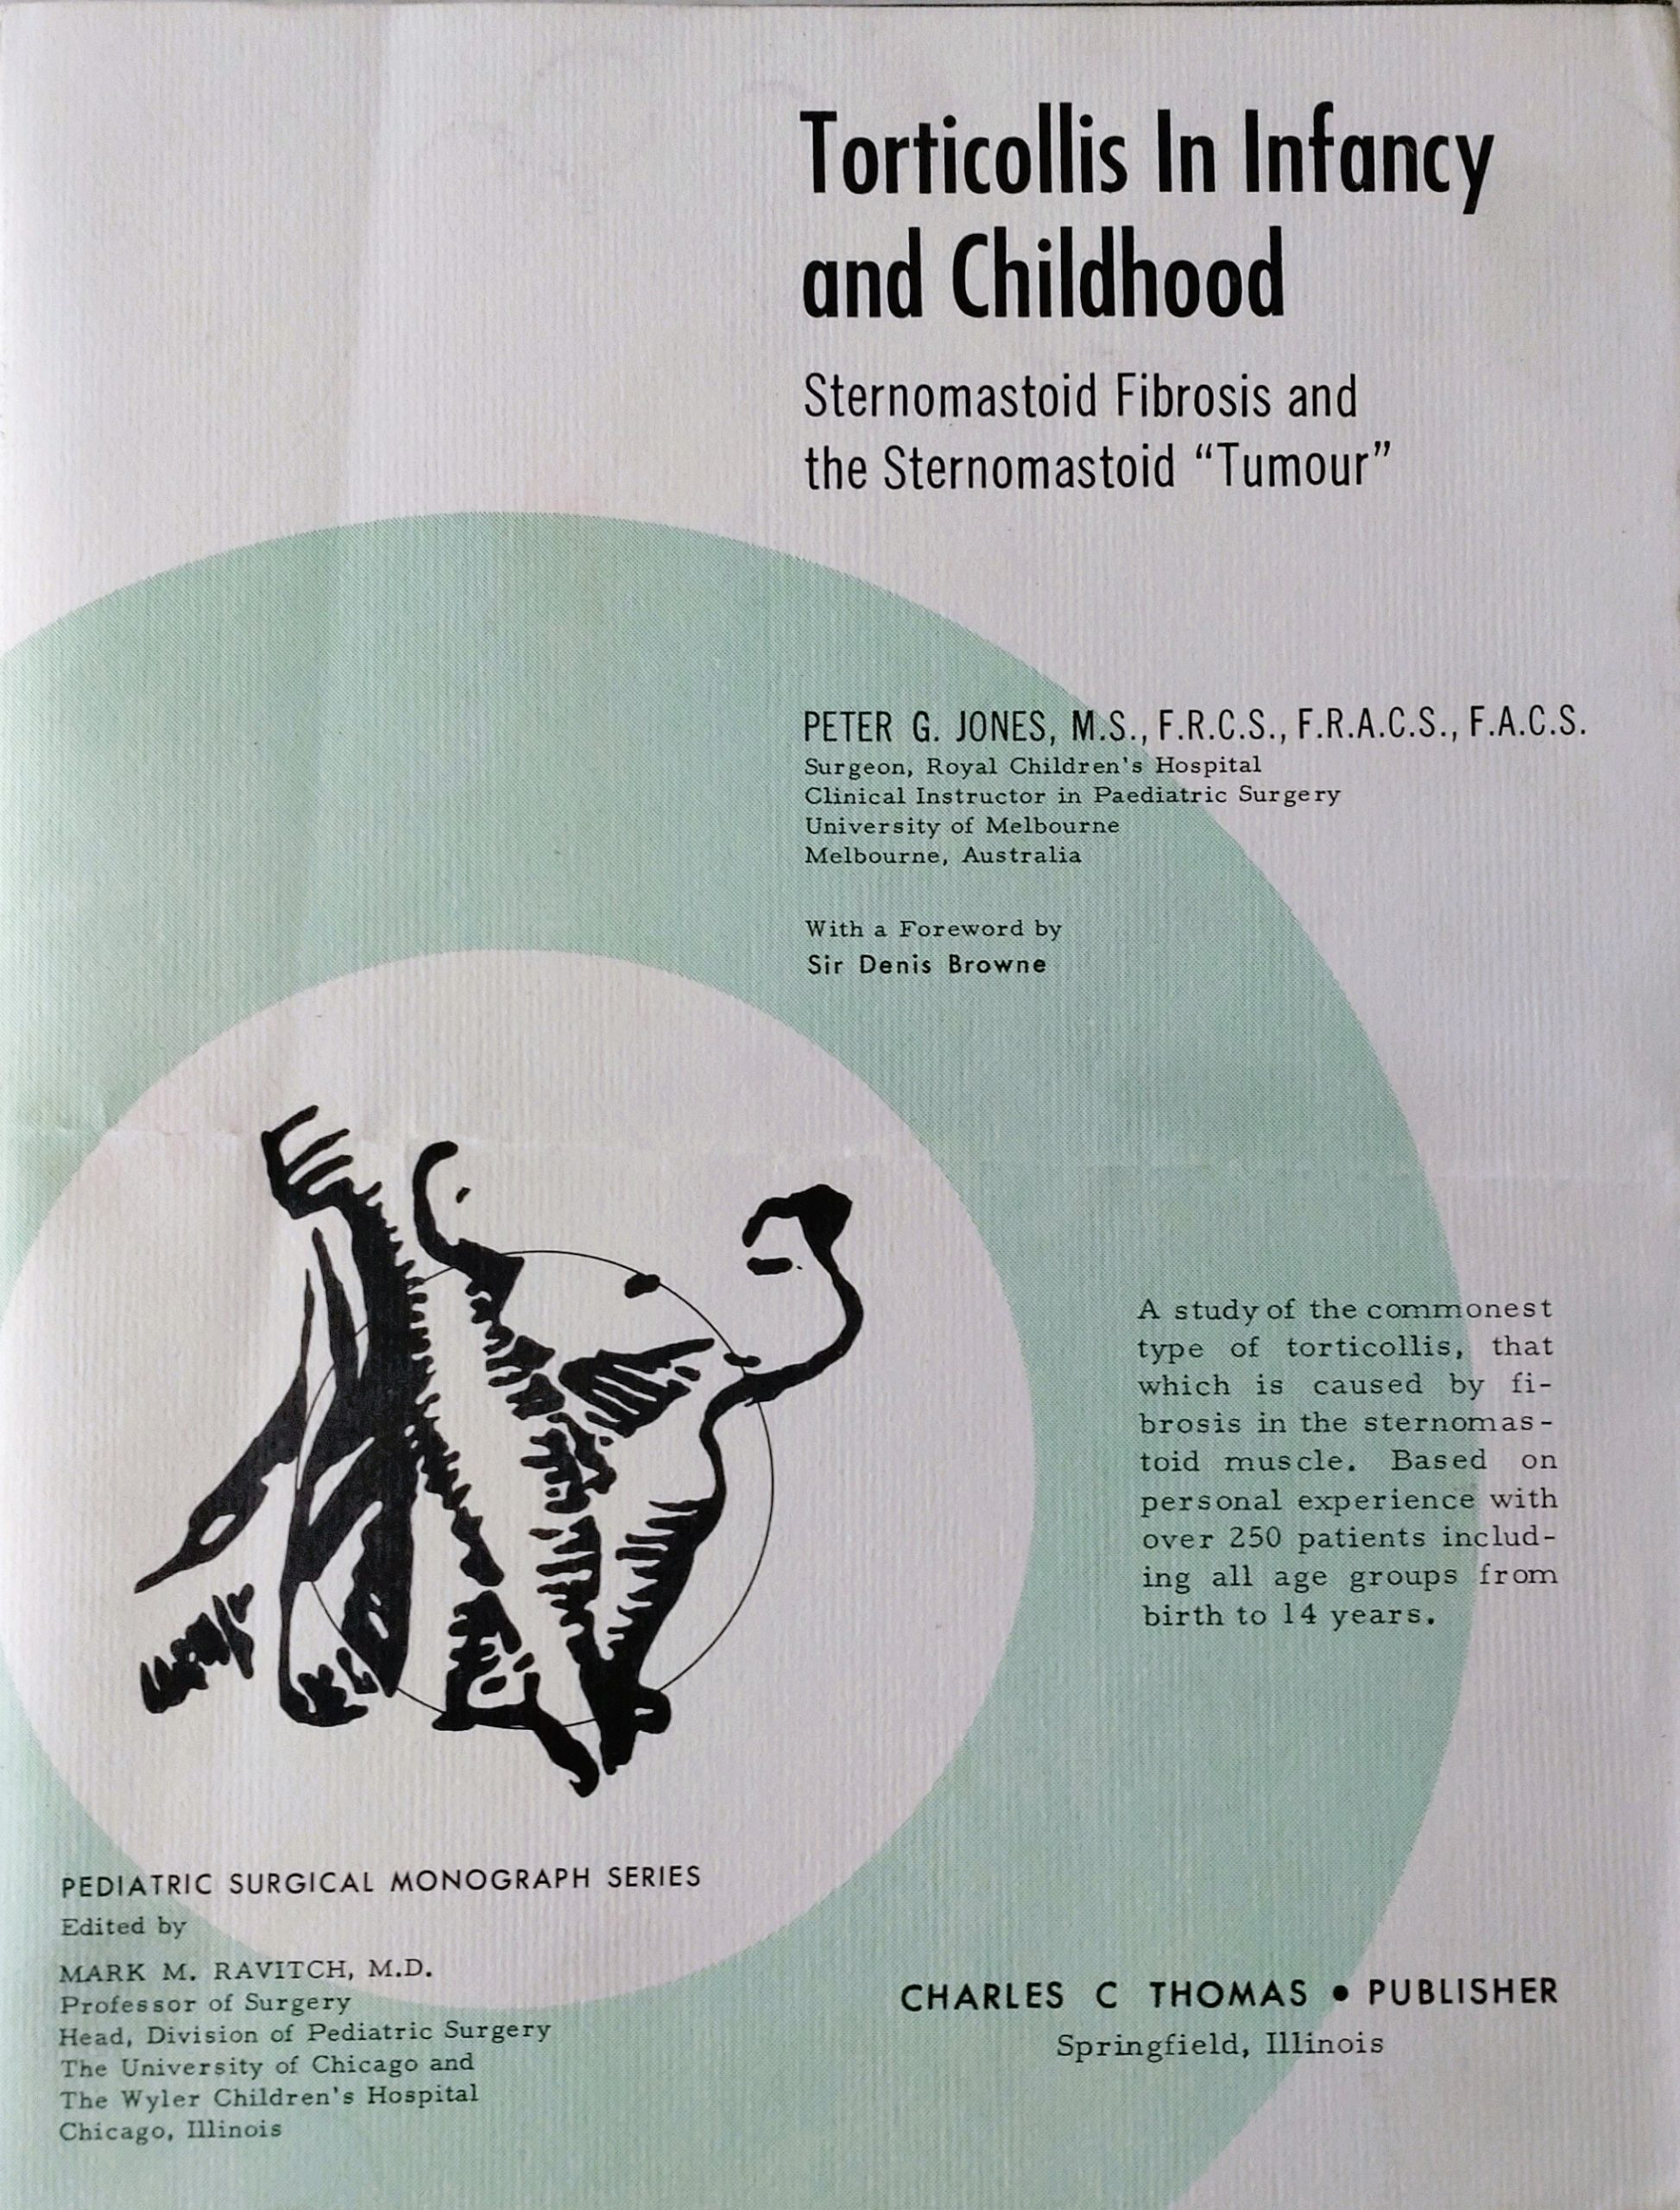 Torticollis In Infancy
and Childhood
Sternomastoid Fibrosis and
the Sternomastoid “Tumour”
PETER G. JONES, M.S., F.R.C.S., F.R.A.C.S., F.A.C.S.
Surgeon, Royal Children's Hospital
Clinical Instructor in Paediatric Surgery
University of Melbourne
Melbourne, Australia
With a Foreword by
Sir Denis Browne
A study of the commonest
type of torticollis, that
which is caused by fi-
brosis in the sternomas-
toid muscle. Based on
personal experience with
over 250 patients includ-
ing all age groups from
birth to 14 years.
PEDIATRIC SURGICAL MONOGRAPH SERIES
Edited by
MARK M. RAVITCH, M.D.
Professor of Surgery
Head, Division of Pediatric Surgery
The University of Chicago and
The Wyler Children's Hospital
Chicago, Illinois
CHARLES C THOMAS • PUBLISHER
Springfield, Illinois